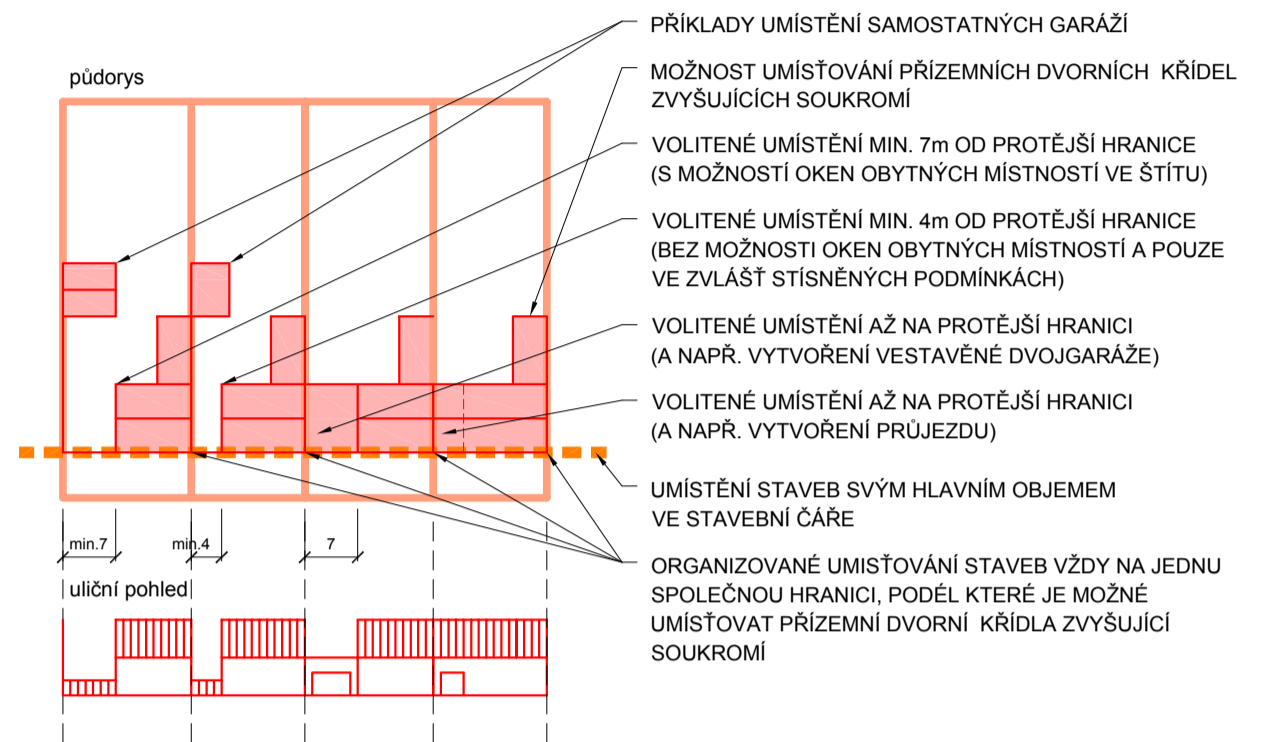 půdorys
PŘÍKLADY UMÍSTĚNÍ SAMOSTATNÝCH GARÁŽÍ
MOŽNOST UMÍSŤOVÁNÍ PŘÍZEMNÍCH DVORNÍCH KŘÍDEL
ZVYŠUJÍCÍCH SOUKROMÍ
VOLITENÉ UMÍSTĚNÍ MIN. 7m OD PROTĚJŠÍ HRANICE
(S MOŽNOSTÍ OKEN OBYTNÝCH MÍSTNOSTÍ VE ŠTÍTU)
VOLITENÉ UMÍSTĚNÍ MIN. 4m OD PROTĚJŠÍ HRANICE
(BEZ MOŽNOSTI OKEN OBYTNÝCH MÍSTNOSTÍ A POUZE
VE ZVLÁŠŤ STÍSNĚNÝCH PODMÍNKÁCH)
VOLITENÉ UMÍSTĚNÍ AŽ NA PROTĚJŠÍ HRANICI
(A NAPŘ. VYTVOŘENÍ VESTAVĚNÉ DVOJGARÁŽE)
VOLITENÉ UMÍSTĚNÍ AŽ NA PROTĚJŠÍ HRANICI
(A NAPŘ. VYTVOŘENÍ PRŮJEZDU)
UMÍSTĚNÍ STAVEB SVÝM HLAVNÍM OBJEMEM
VE STAVEBNÍ ČÁŘE
ORGANIZOVANÉ UMISŤOVÁNÍ STAVEB VŽDY NA JEDNU
SPOLEČNOU HRANICI, PODÉL KTERÉ JE MOŽNÉ
UMÍSŤOVAT PŘÍZEMNÍ DVORNÍ KŘÍDLA ZVYŠUJÍCÍ
SOUKROMÍ
min.7 min.4 7
uliční pohled